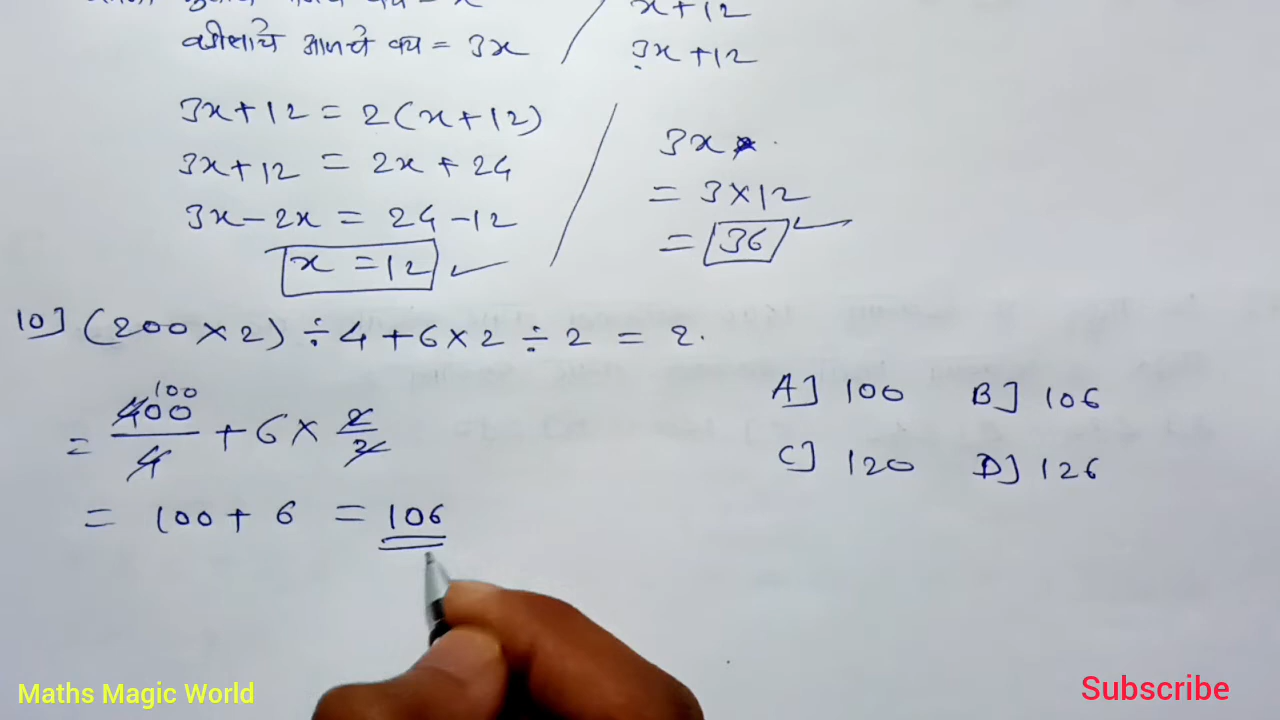 x+12
वडीलांचे आजचे वय = 3x
3x+12
3x+12 = 2(x+12)
3x+12 = 2x + 24
3x-2x = 24-12
x = 12
3x
= 3×12
= 36
10] (200×2) ÷ 4 + 6×2 ÷ 2 = ?
= 400/4 100 + 6× 2/2
= 100 + 6 = 106
A] 100 B] 106
C] 120 D] 126
Maths Magic World
Subscribe